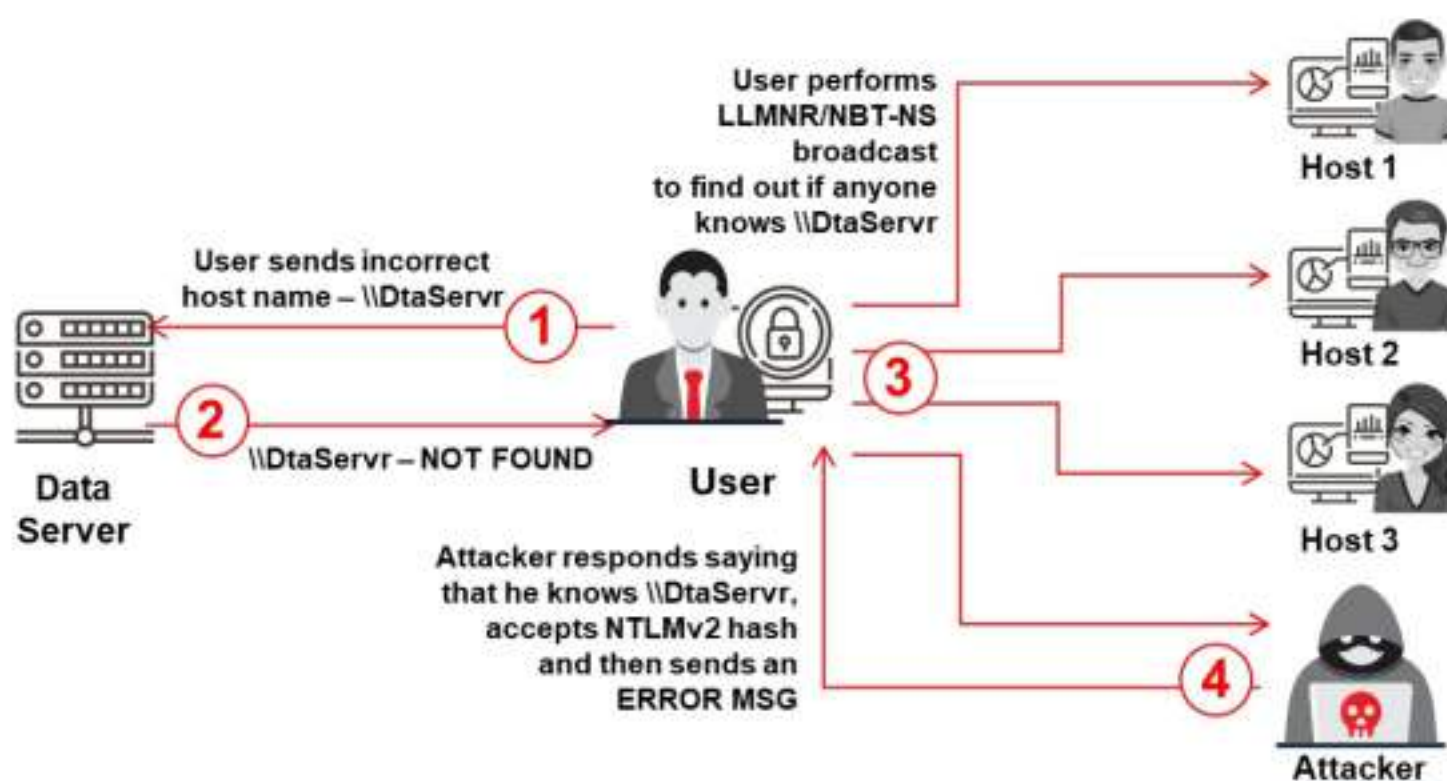 User performs
LLMNR/NBT-NS
broadcast
to find out if anyone
knows \\DtaServr
Host 1
User sends incorrect
host name – \\DtaServr
1
Host 2
3
2
\\DtaServr – NOT FOUND
User
Data
Server
Host 3
Attacker responds saying
that he knows \\DtaServr,
accepts NTLMv2 hash
and then sends an
ERROR MSG
4
Attacker